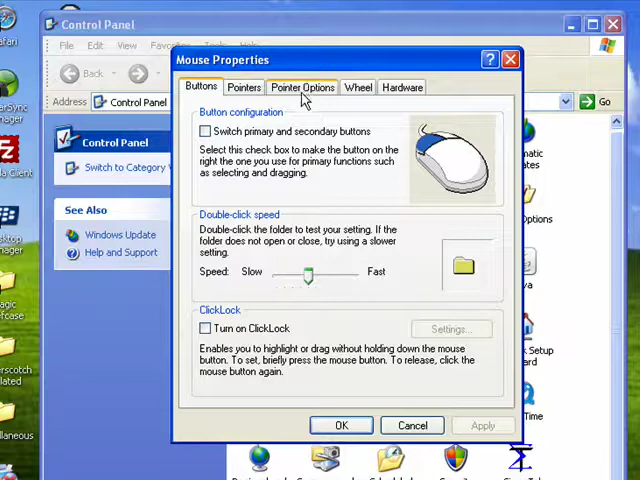 Control Panel
File Edit View Favorites Tools Help
Back
Address Control Panel Go
Mouse Properties
Buttons Pointers Pointer Options Wheel Hardware
Button configuration
Switch primary and secondary buttons
Select this check box to make the button on the
right the one you use for primary functions such
as selecting and dragging.
Double-click speed
Double-click the folder to test your setting. If the
folder does not open or close, try using a slower
setting.
Speed: Slow Fast
ClickLock
Turn on ClickLock
Settings...
Enables you to highlight or drag without holding down the mouse
button. To set, briefly press the mouse button. To release, click the
mouse button again.
OK Cancel Apply
Control Panel
Switch to Category
See Also
Windows Update
Help and Support
Options
Setup
Time